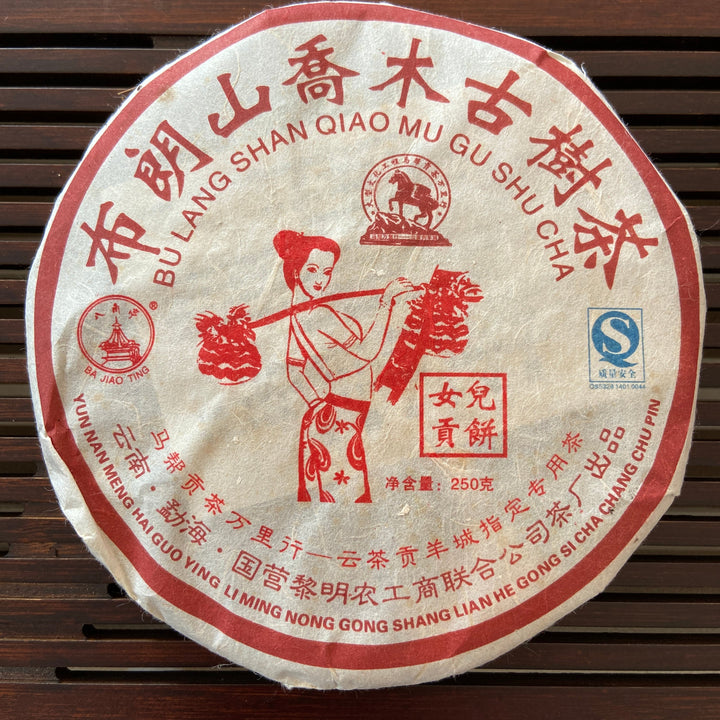 布朗山喬木古樹茶
BU LANG SHAN QIAO MU GU SHU CHA
八角亭
®
BA JIAO TING
质量安全
QS5328 1401 0044
女兒
貢餅
净含量：250克
马帮贡茶万里行—云茶贡羊城指定专用茶
云南·勐海·国营黎明农工商联合公司茶厂出品
YUN NAN MENG HAI GUO YING LI MING NONG GONG SHANG LIAN HE GONG SI CHA CHANG CHU PIN